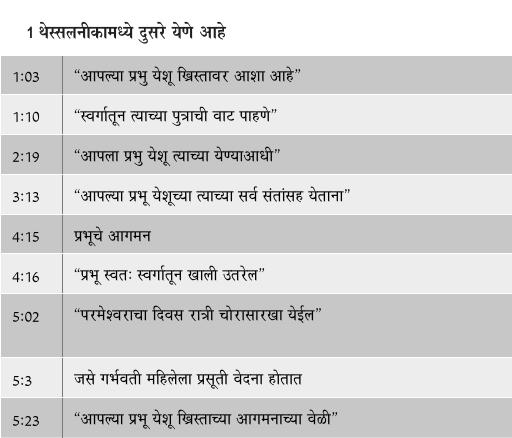 1 थेस्सलनीकामध्ये दुसरे येणे आहे
1:03 “आपल्या प्रभु येशू ख्रिस्तावर आशा आहे”
1:10 “स्वर्गातून त्याच्या पुत्राची वाट पाहणे”
2:19 “आपला प्रभु येशू त्याच्या येण्याआधी”
3:13 “आपल्या प्रभू येशूच्या त्याच्या सर्व संतांसह येताना”
4:15 प्रभूचे आगमन
4:16 “प्रभू स्वतः स्वर्गातून खाली उतरेल”
5:02 “परमेश्वराचा दिवस रात्री चोरासारखा येईल”
5:3 जसे गर्भवती महिलेला प्रसूती वेदना होतात
5:23 “आपल्या प्रभू येशू ख्रिस्ताच्या आगमनाच्या वेळी”